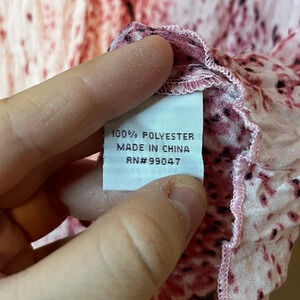 100% POLYESTER
MADE IN CHINA
RN#99047